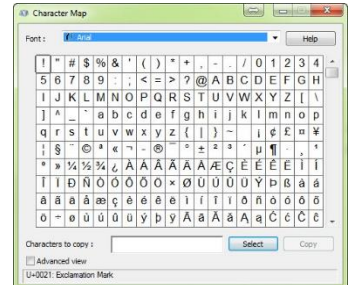 Character Map
Font : Arial Help
! " # $ % & ' ( ) * + , - . / 0 1 2 3 4
5 6 7 8 9 : ; < = > ? @ A B C D E F G H
I J K L M N O P Q R S T U V W X Y Z [ \
] ^ _ ` a b c d e f g h i j k l m n o p
q r s t u v w x y z { | } ~ ¡ ¢ £ ¤ ¥
¦ § ¨ © ª « ¬ - ® ¯ ° ± ² ³ ´ µ ¶ · ¸ ¹
º » ¼ ½ ¾ ¿ À Á Â Ã Ä Å Æ Ç È É Ê Ë Ì Í
Î Ï Ð Ñ Ò Ó Ô Õ Ö × Ø Ù Ú Û Ü Ý Þ ß à á
â ã ä å æ ç è é ê ë ì í î ï ð ñ ò ó ô õ
ö ÷ ø ù ú û ü ý þ ÿ Ā ā Ă ă Ą ą Ć ć Ĉ ĉ
Characters to copy : Select Copy
Advanced view
U+0021: Exclamation Mark